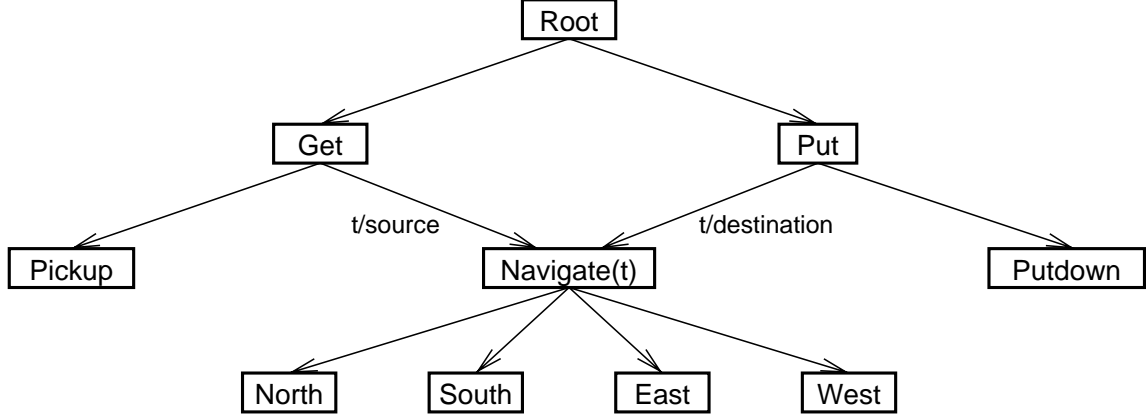 Root
Get
Put
t/source
t/destination
Pickup
Navigate(t)
Putdown
North
South
East
West